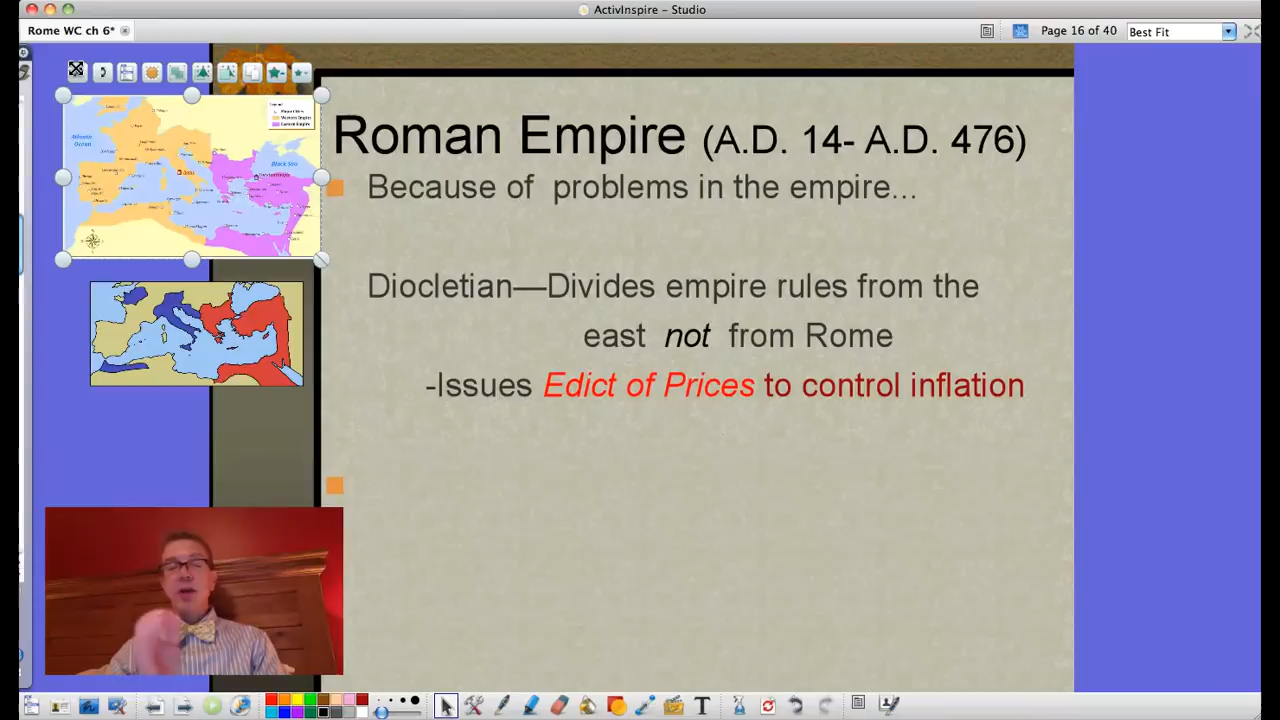 ActivInspire – Studio
Rome WC ch 6*
Page 16 of 40
Best Fit
Atlantic
Ocean
Black Sea
Roman Empire (A.D. 14- A.D. 476)
Because of problems in the empire...
Diocletian—Divides empire rules from the
east not from Rome
-Issues Edict of Prices to control inflation